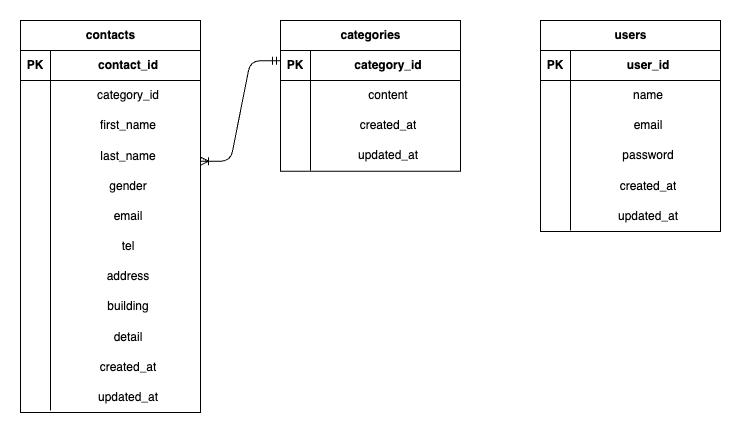 contacts
PK contact_id
category_id
first_name
last_name
gender
email
tel
address
building
detail
created_at
updated_at
categories
PK category_id
content
created_at
updated_at
users
PK user_id
name
email
password
created_at
updated_at